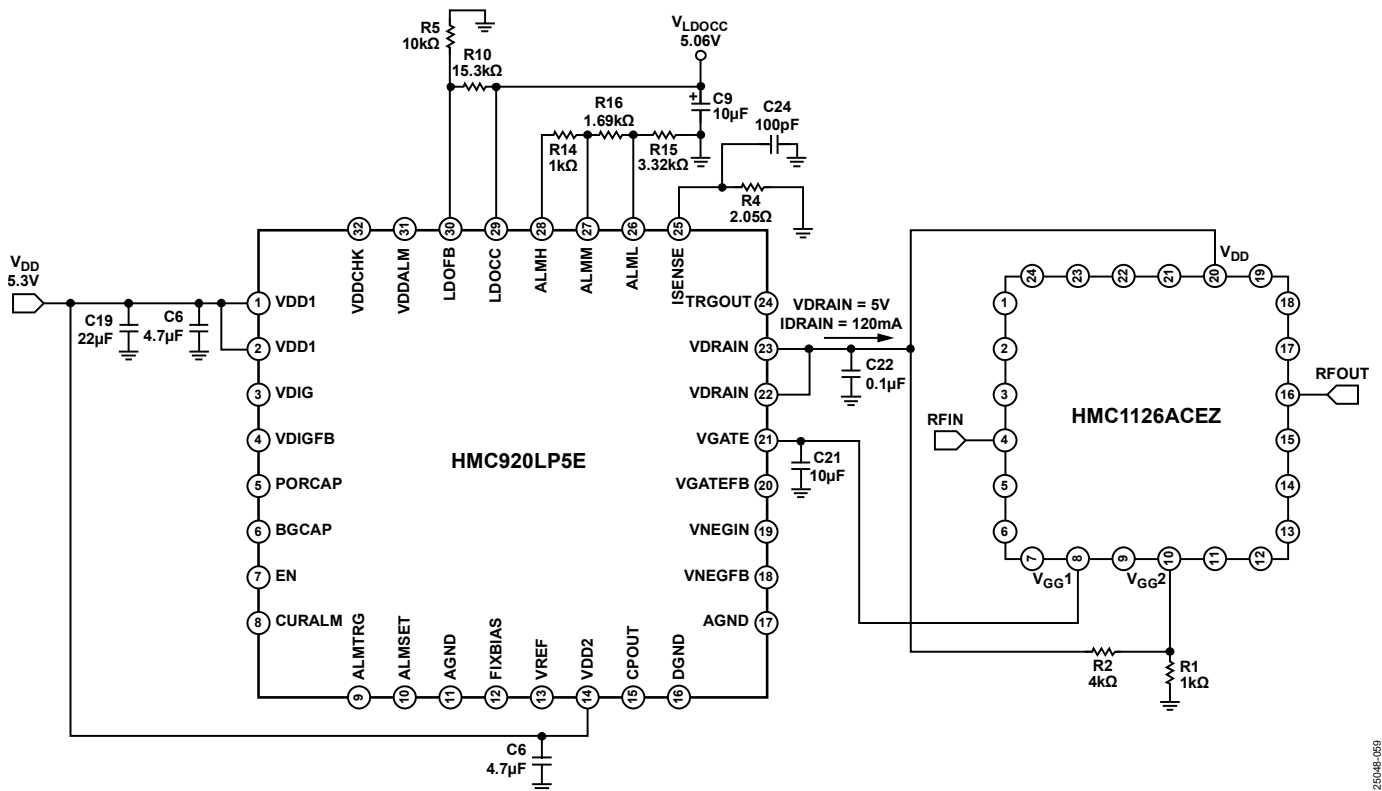 R5
10kΩ
R10
15.3kΩ
VLDOCC
5.06V
C9
10µF
+
C24
100pF
R16
1.69kΩ
R14
1kΩ
R15
3.32kΩ
R4
2.05Ω
VDD
5.3V
C19
22µF
C6
4.7µF
32
31
30
29
28
27
26
25
VDDCHK
VDDALM
LDOFB
LDOCC
ALMH
ALMM
ALML
ISENSE
1 VDD1
2 VDD1
3 VDIG
4 VDIGFB
5 PORCAP
6 BGCAP
7 EN
8 CURALM
HMC920LP5E
TRGOUT 24
VDRAIN 23
VDRAIN 22
VGATE 21
VGATEFB 20
VNEGIN 19
VNEGFB 18
AGND 17
ALMTRG
ALMSET
AGND
FIXBIAS
VREF
VDD2
CPOUT
DGND
9
10
11
12
13
14
15
16
C6
4.7µF
VDRAIN = 5V
IDRAIN = 120mA
C22
0.1µF
C21
10µF
VDD
24
23
22
21
20
19
1
2
3
4
5
6
RFIN
HMC1126ACEZ
18
17
16
15
14
13
RFOUT
7
8
9
10
11
12
VGG1
VGG2
R2
4kΩ
R1
1kΩ
25048-059